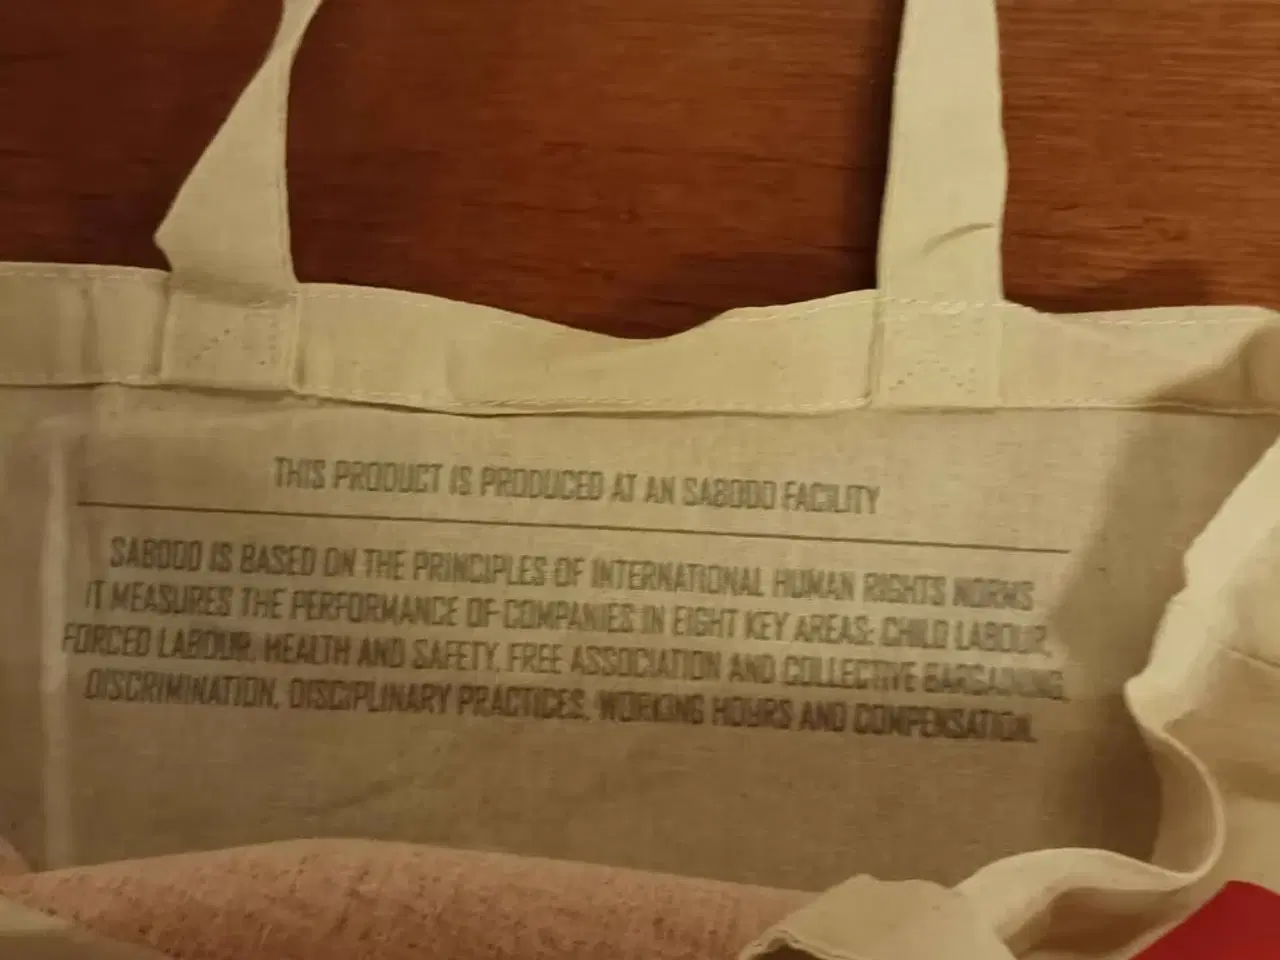 THIS PRODUCT IS PRODUCED AT AN SA8000 FACILITY
SA8000 IS BASED ON THE PRINCIPLES OF INTERNATIONAL HUMAN RIGHTS NORMS
IT MEASURES THE PERFORMANCE OF COMPANIES IN EIGHT KEY AREAS: CHILD LABOUR,
FORCED LABOUR, HEALTH AND SAFETY, FREE ASSOCIATION AND COLLECTIVE BARGAINING,
DISCRIMINATION, DISCIPLINARY PRACTICES, WORKING HOURS AND COMPENSATION.